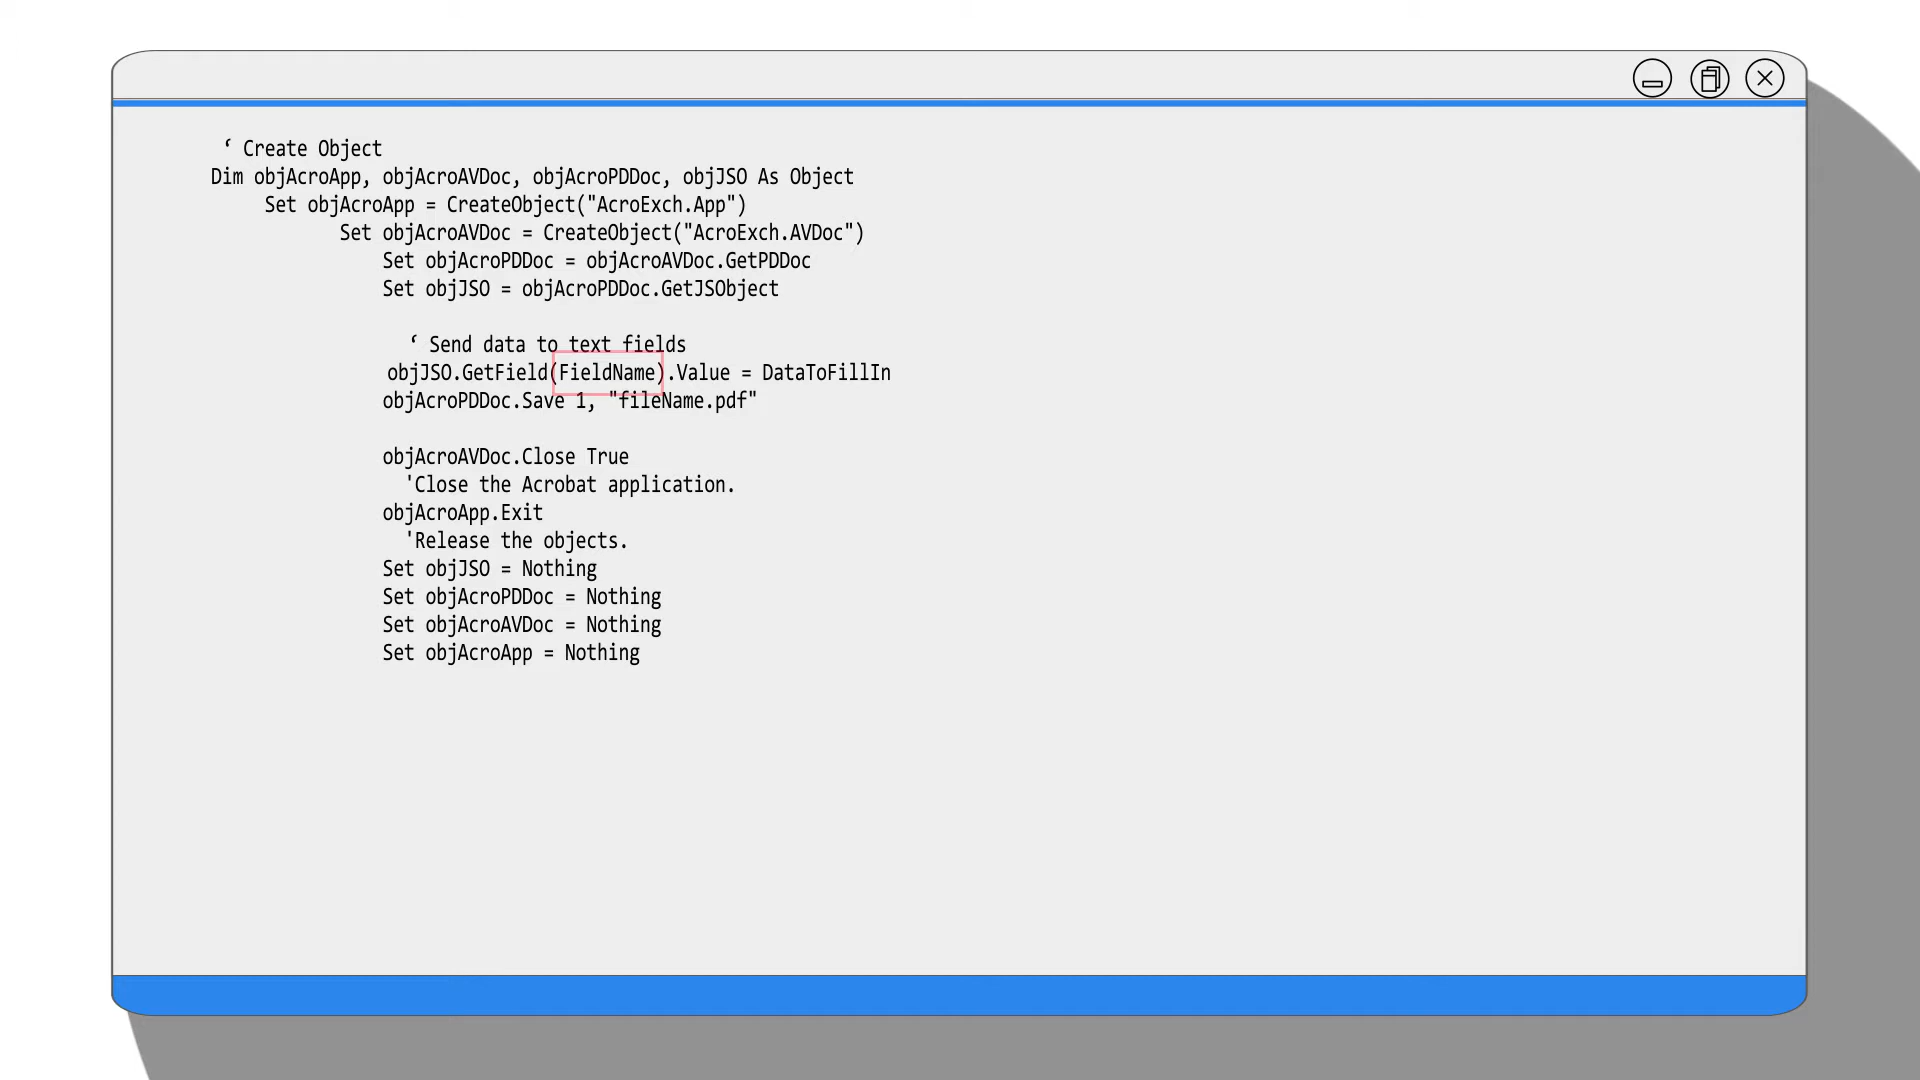 ‘ Create Object
Dim objAcroApp, objAcroAVDoc, objAcroPDDoc, objJSO As Object
Set objAcroApp = CreateObject("AcroExch.App")
Set objAcroAVDoc = CreateObject("AcroExch.AVDoc")
Set objAcroPDDoc = objAcroAVDoc.GetPDDoc
Set objJSO = objAcroPDDoc.GetJSObject
‘ Send data to text fields
objJSO.GetField(FieldName).Value = DataToFillIn
objAcroPDDoc.Save 1, "fileName.pdf"
objAcroAVDoc.Close True
'Close the Acrobat application.
objAcroApp.Exit
'Release the objects.
Set objJSO = Nothing
Set objAcroPDDoc = Nothing
Set objAcroAVDoc = Nothing
Set objAcroApp = Nothing